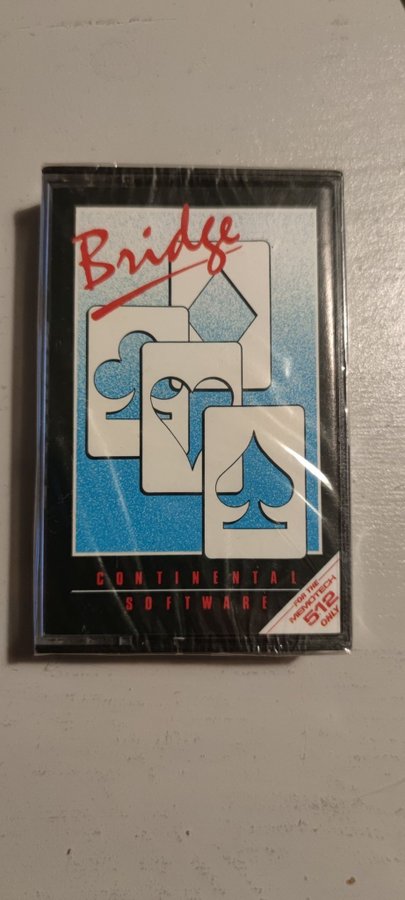 Bridge
CONTINENTAL
SOFTWARE
FOR THE
MEMOTECH
512
ONLY